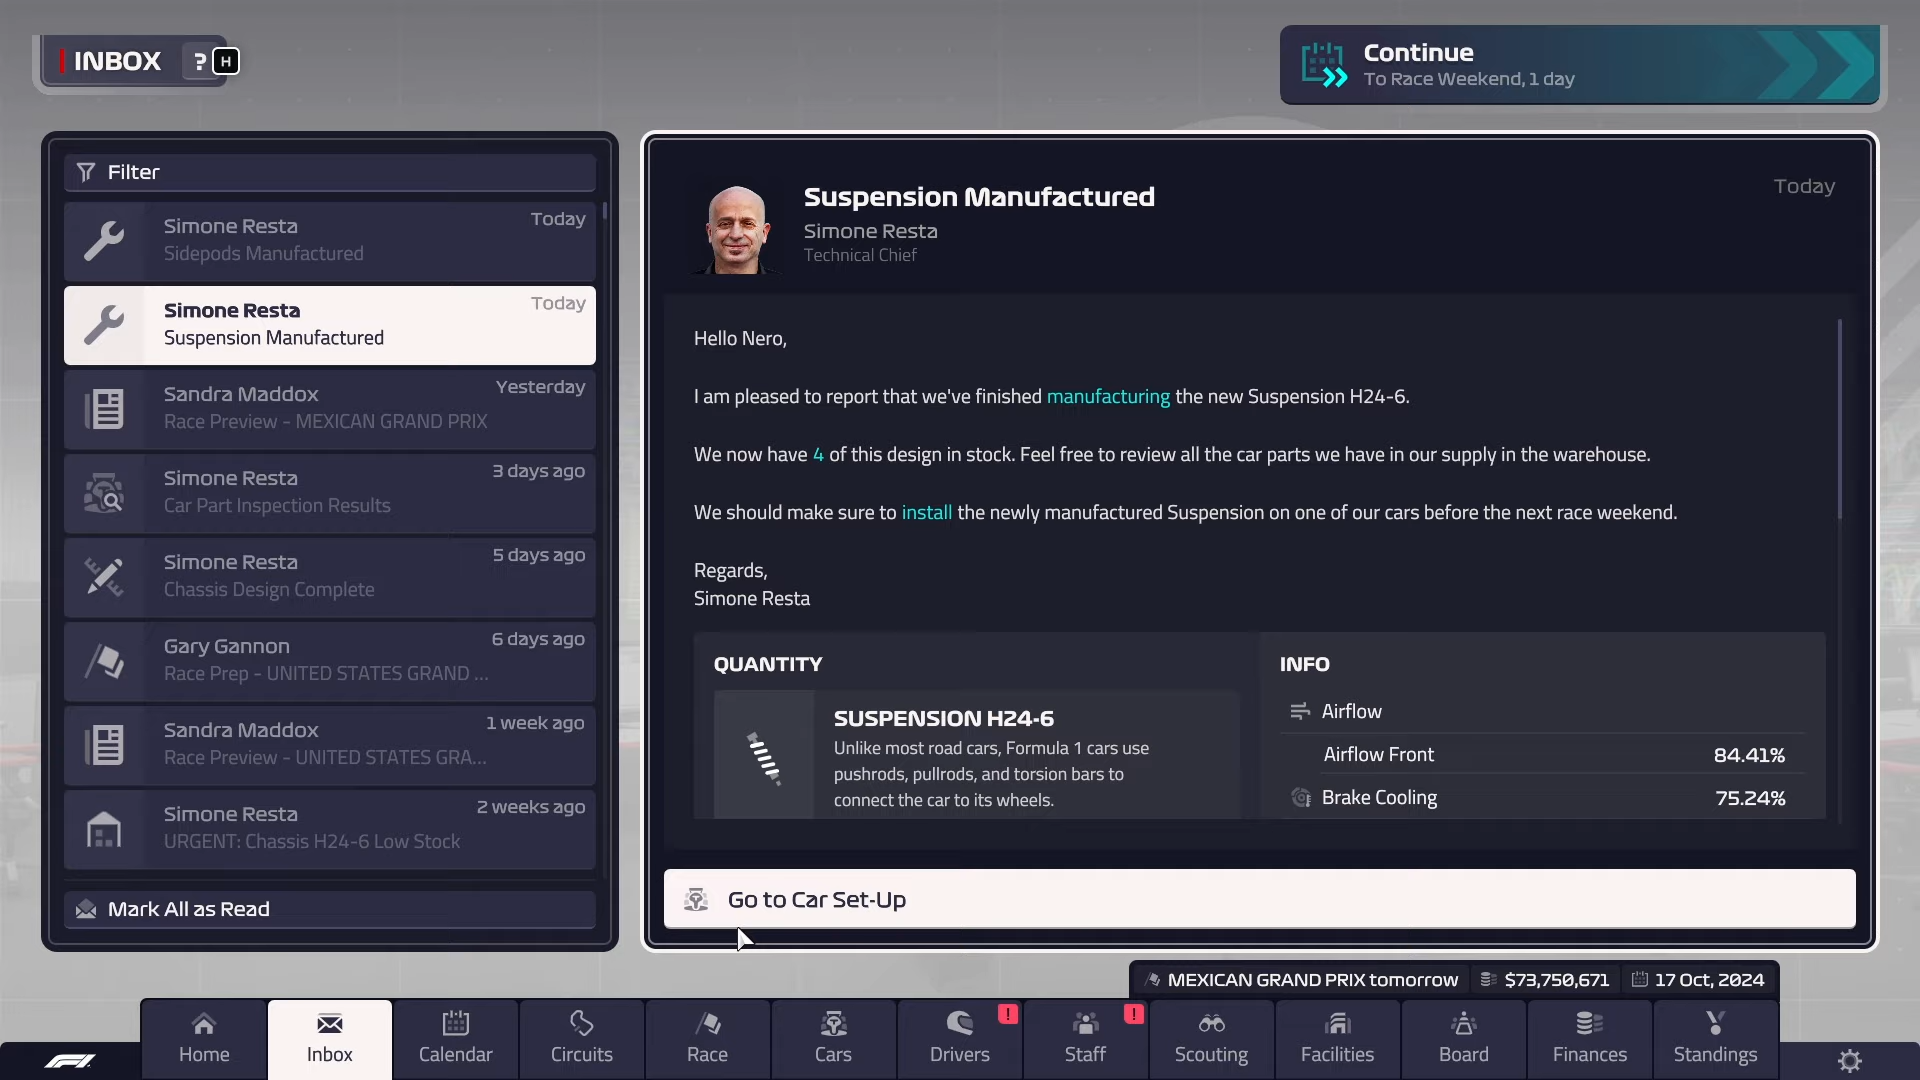 INBOX
?
H
Continue
To Race Weekend, 1 day
Filter
Simone Resta
Today
Sidepods Manufactured
Simone Resta
Today
Suspension Manufactured
Sandra Maddox
Yesterday
Race Preview - MEXICAN GRAND PRIX
Simone Resta
3 days ago
Car Part Inspection Results
Simone Resta
5 days ago
Chassis Design Complete
Gary Gannon
6 days ago
Race Prep - UNITED STATES GRAND ...
Sandra Maddox
1 week ago
Race Preview - UNITED STATES GRA...
Simone Resta
2 weeks ago
URGENT: Chassis H24-6 Low Stock
Mark All as Read
Suspension Manufactured
Today
Simone Resta
Technical Chief
Hello Nero,
I am pleased to report that we've finished manufacturing the new Suspension H24-6.
We now have 4 of this design in stock. Feel free to review all the car parts we have in our supply in the warehouse.
We should make sure to install the newly manufactured Suspension on one of our cars before the next race weekend.
Regards,
Simone Resta
QUANTITY
SUSPENSION H24-6
Unlike most road cars, Formula 1 cars use
pushrods, pullrods, and torsion bars to
connect the car to its wheels.
INFO
Airflow
Airflow Front 84.41%
Brake Cooling 75.24%
Go to Car Set-Up
MEXICAN GRAND PRIX tomorrow
$73,750,671
17 Oct, 2024
F1
Home
Inbox
Calendar
Circuits
Race
Cars
!
Drivers
!
Staff
Scouting
Facilities
Board
Finances
Standings